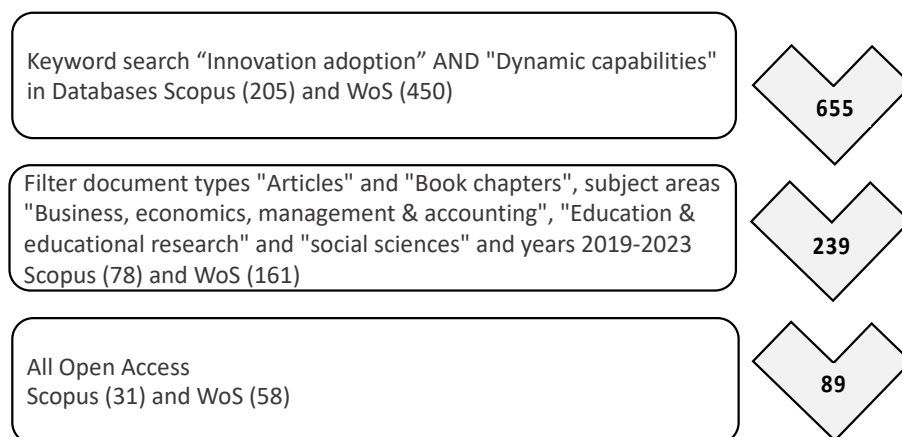 Keyword search “Innovation adoption” AND "Dynamic capabilities"
in Databases Scopus (205) and WoS (450)
655
Filter document types "Articles" and "Book chapters", subject areas
"Business, economics, management & accounting", "Education &
educational research" and "social sciences" and years 2019-2023
Scopus (78) and WoS (161)
239
All Open Access
Scopus (31) and WoS (58)
89